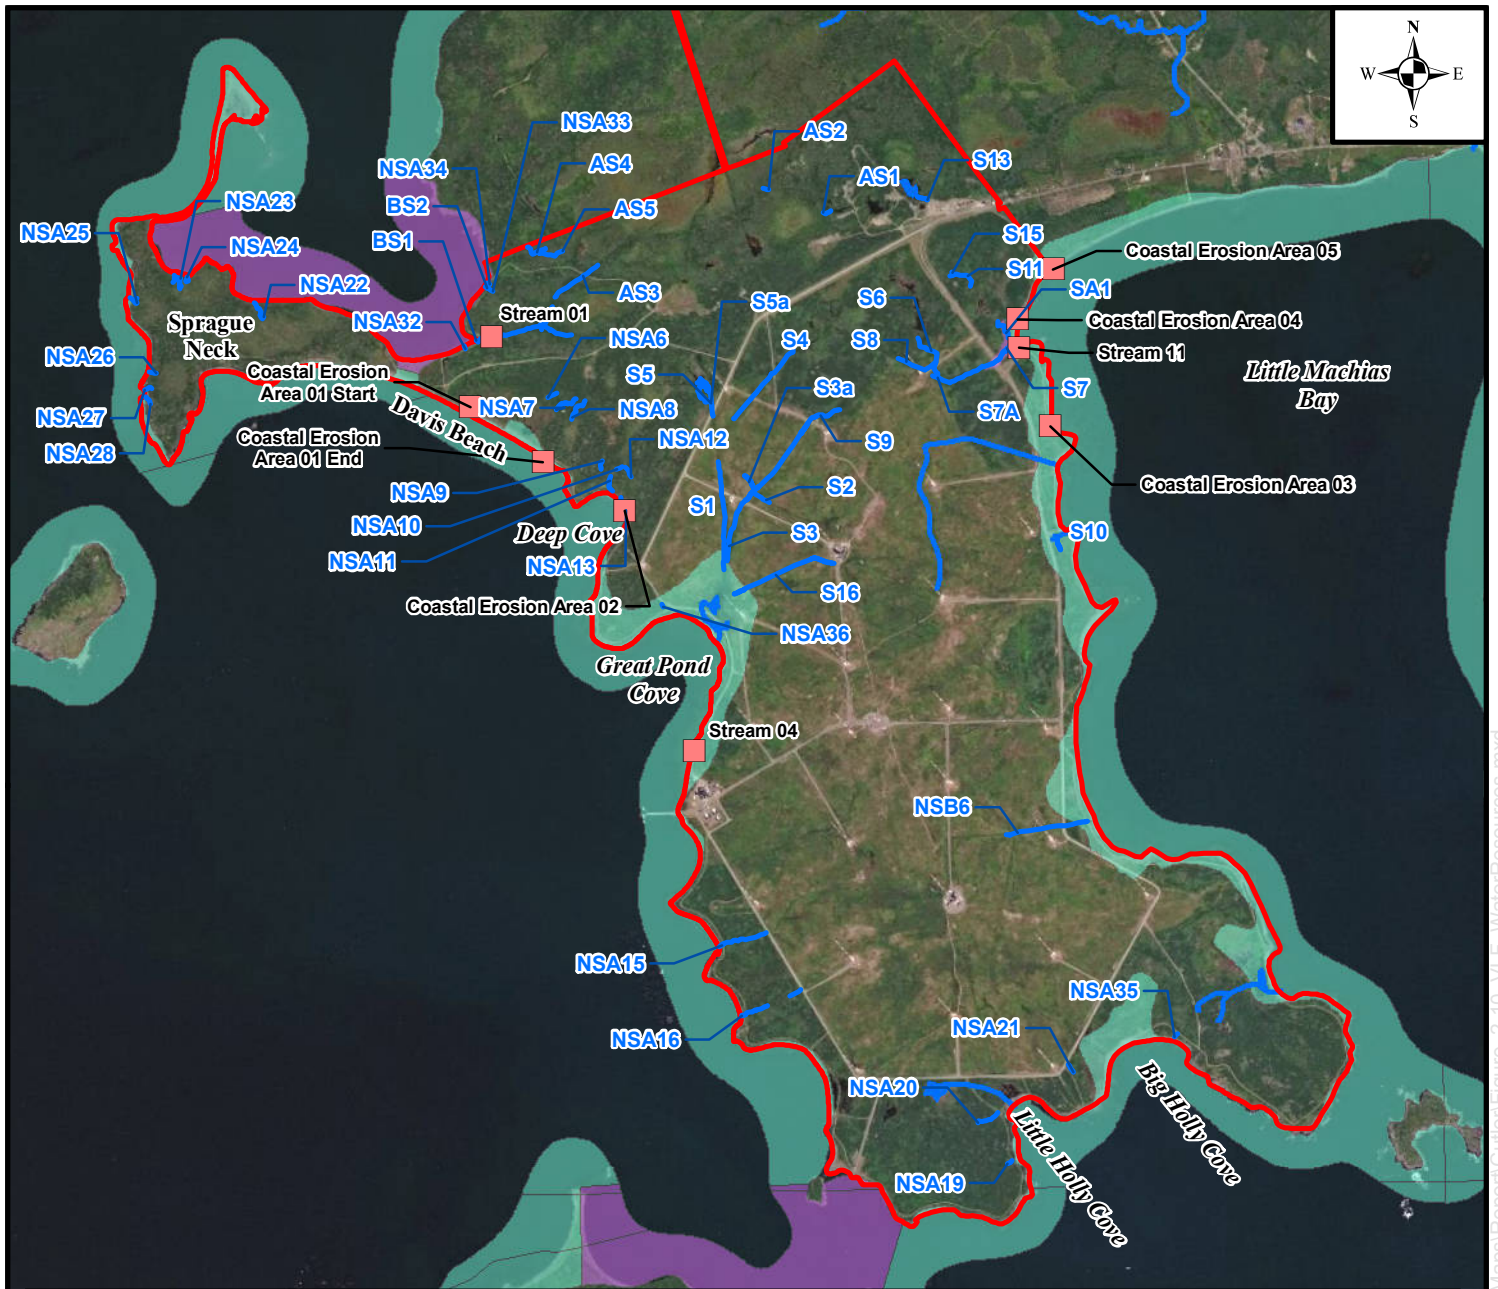 N
W E
S
NSA33
AS2
NSA34
AS4
S13
AS1
NSA23
BS2
AS5
NSA25
BS1
S15
NSA24
Coastal Erosion Area 05
S11
NSA22
AS3
S5a
S6
SA1
Stream 01
Sprague
Neck
NSA32
Coastal Erosion Area 04
NSA6
S4
S8
Stream 11
NSA26
Coastal Erosion
Area 01 Start
S5
S3a
Little Machias
Bay
S7
NSA27
NSA7
NSA8
S7A
Davis Beach
Coastal Erosion
Area 01 End
NSA12
S9
NSA28
NSA9
S2
Coastal Erosion Area 03
S1
NSA10
Deep Cove
S3
S10
NSA11
NSA13
S16
Coastal Erosion Area 02
NSA36
Great Pond
Cove
Stream 04
NSB6
NSA15
NSA35
NSA21
NSA16
NSA20
Big Holly Cove
Little Holly Cove
NSA19